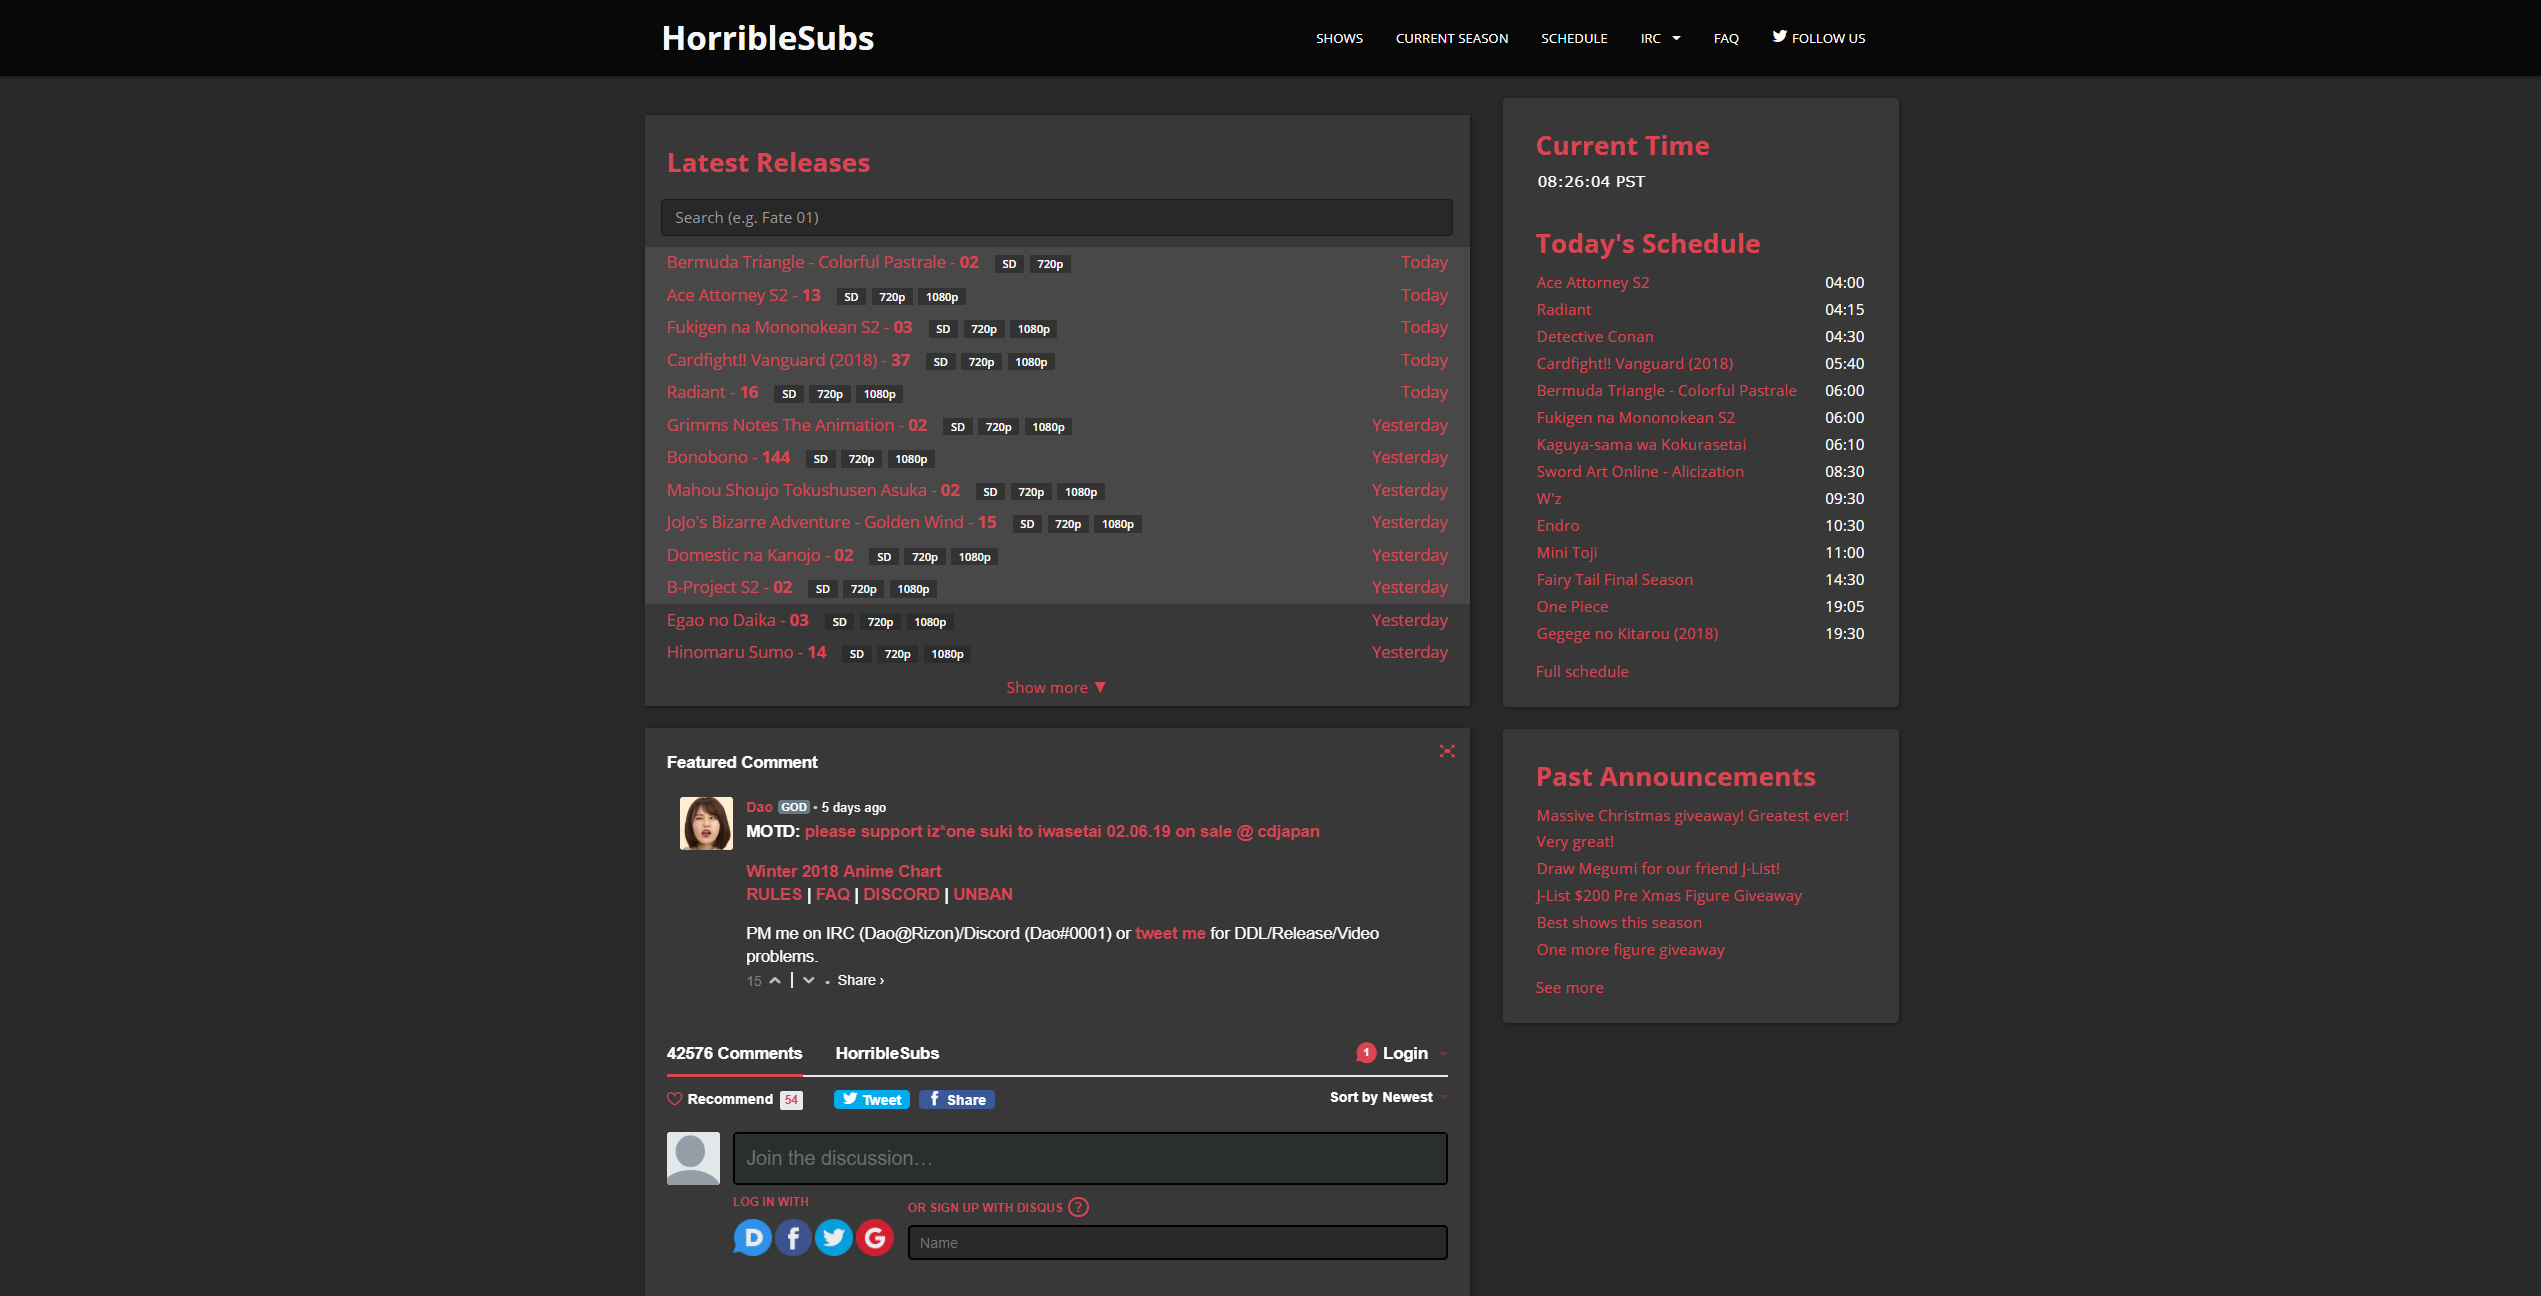 HorribleSubs
SHOWS CURRENT SEASON SCHEDULE IRC FAQ FOLLOW US
Latest Releases
Search (e.g. Fate 01)
Bermuda Triangle - Colorful Pastrale - 02 SD 720p Today
Ace Attorney S2 - 13 SD 720p 1080p Today
Fukigen na Mononokean S2 - 03 SD 720p 1080p Today
Cardfight!! Vanguard (2018) - 37 SD 720p 1080p Today
Radiant - 16 SD 720p 1080p Today
Grimms Notes The Animation - 02 SD 720p 1080p Yesterday
Bonobono - 144 SD 720p 1080p Yesterday
Mahou Shoujo Tokushusen Asuka - 02 SD 720p 1080p Yesterday
JoJo's Bizarre Adventure - Golden Wind - 15 SD 720p 1080p Yesterday
Domestic na Kanojo - 02 SD 720p 1080p Yesterday
B-Project S2 - 02 SD 720p 1080p Yesterday
Egao no Daika - 03 SD 720p 1080p Yesterday
Hinomaru Sumo - 14 SD 720p 1080p Yesterday
Show more ▼
Featured Comment
Dao GOD • 5 days ago
MOTD: please support iz*one suki to iwasetai 02.06.19 on sale @ cdjapan
Winter 2018 Anime Chart
RULES | FAQ | DISCORD | UNBAN
PM me on IRC (Dao@Rizon)/Discord (Dao#0001) or tweet me for DDL/Release/Video
problems.
15 | • Share ›
42576 Comments HorribleSubs 1 Login
Recommend 54 Tweet f Share Sort by Newest
Join the discussion…
LOG IN WITH
OR SIGN UP WITH DISQUS ?
D f G
Name
Current Time
08:26:04 PST
Today's Schedule
Ace Attorney S2 04:00
Radiant 04:15
Detective Conan 04:30
Cardfight!! Vanguard (2018) 05:40
Bermuda Triangle - Colorful Pastrale 06:00
Fukigen na Mononokean S2 06:00
Kaguya-sama wa Kokurasetai 06:10
Sword Art Online - Alicization 08:30
W'z 09:30
Endro 10:30
Mini Toji 11:00
Fairy Tail Final Season 14:30
One Piece 19:05
Gegege no Kitarou (2018) 19:30
Full schedule
Past Announcements
Massive Christmas giveaway! Greatest ever!
Very great!
Draw Megumi for our friend J-List!
J-List $200 Pre Xmas Figure Giveaway
Best shows this season
One more figure giveaway
See more